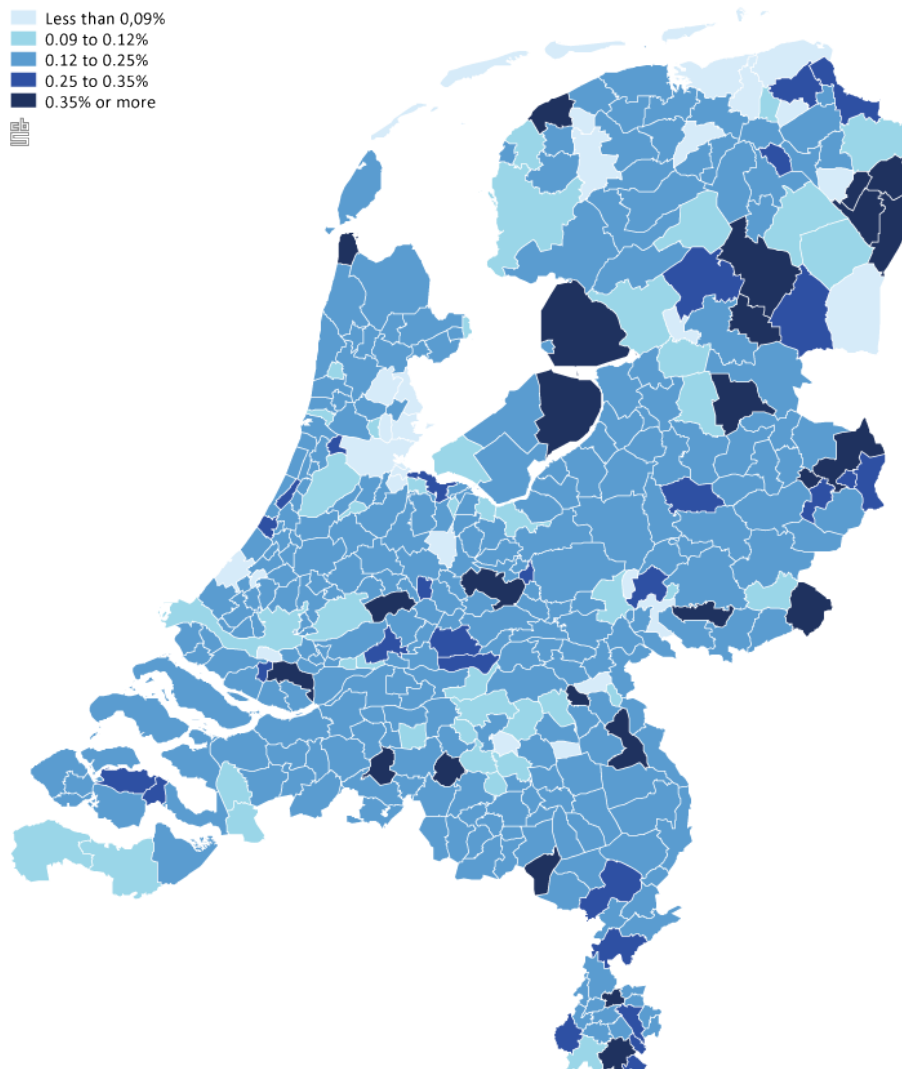 Less than 0,09%
0.09 to 0.12%
0.12 to 0.25%
0.25 to 0.35%
0.35% or more